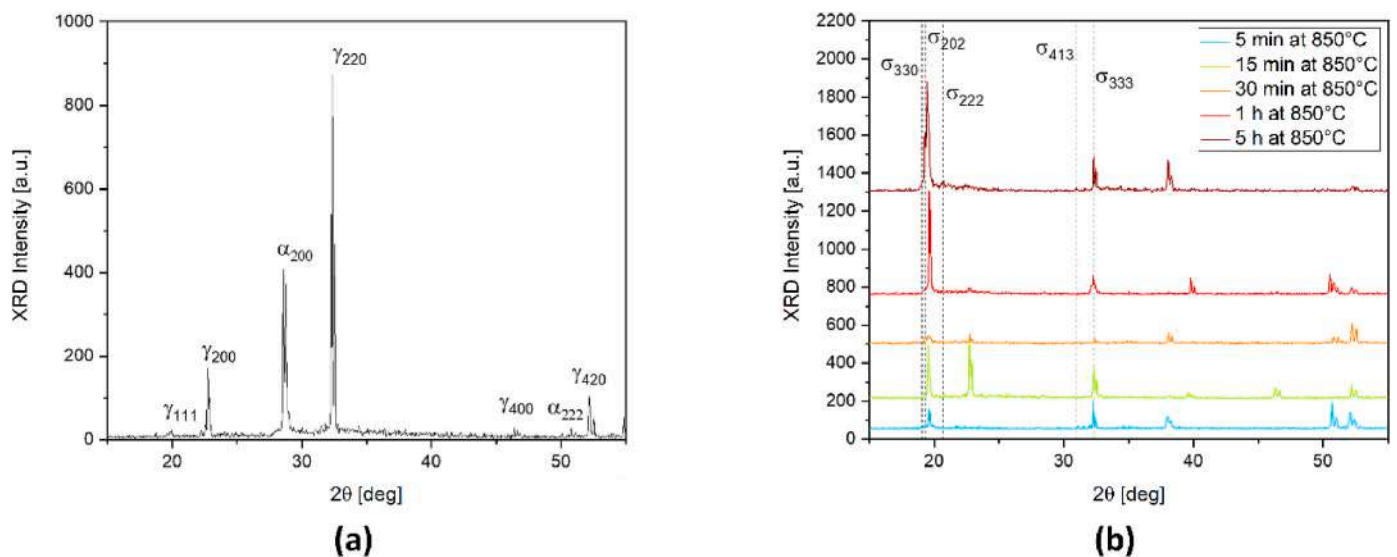 1000
800
600
400
200
0
XRD Intensity [a.u.]
γ111
γ200
α200
γ220
γ400
α222
γ420
20
30
40
50
2θ [deg]
(a)
2200
2000
1800
1600
1400
1200
1000
800
600
400
200
0
XRD Intensity [a.u.]
σ330
σ202
σ222
σ413
σ333
5 min at 850°C
15 min at 850°C
30 min at 850°C
1 h at 850°C
5 h at 850°C
20
30
40
50
2θ [deg]
(b)